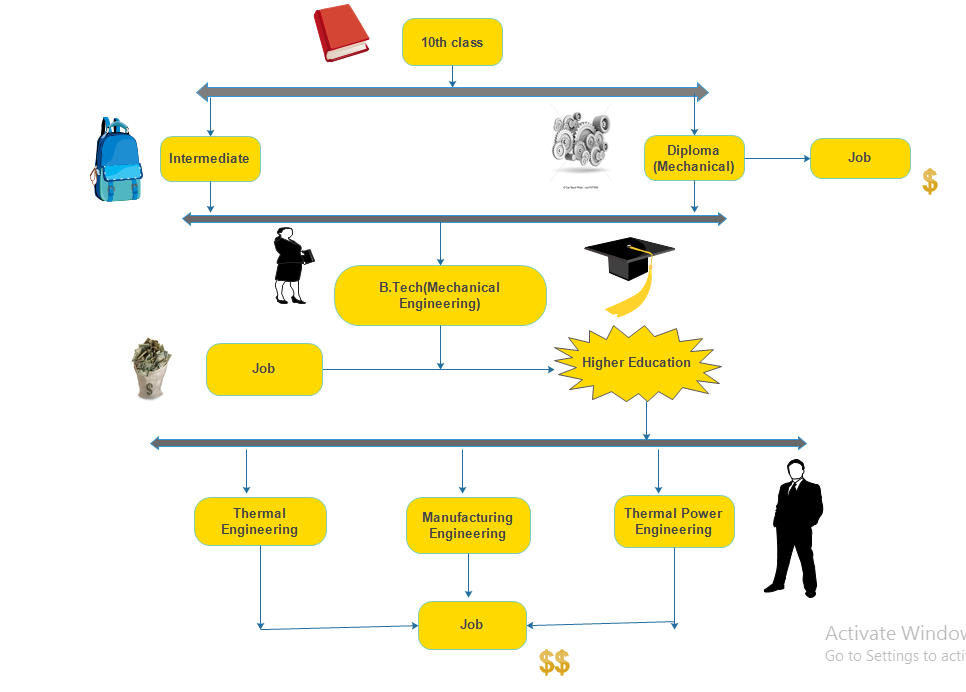 10th class
Intermediate
Diploma
(Mechanical)
Job
$
B.Tech(Mechanical
Engineering)
$
Job
Higher Education
Thermal
Engineering
Manufacturing
Engineering
Thermal Power
Engineering
Job
$$
Activate Window
Go to Settings to acti